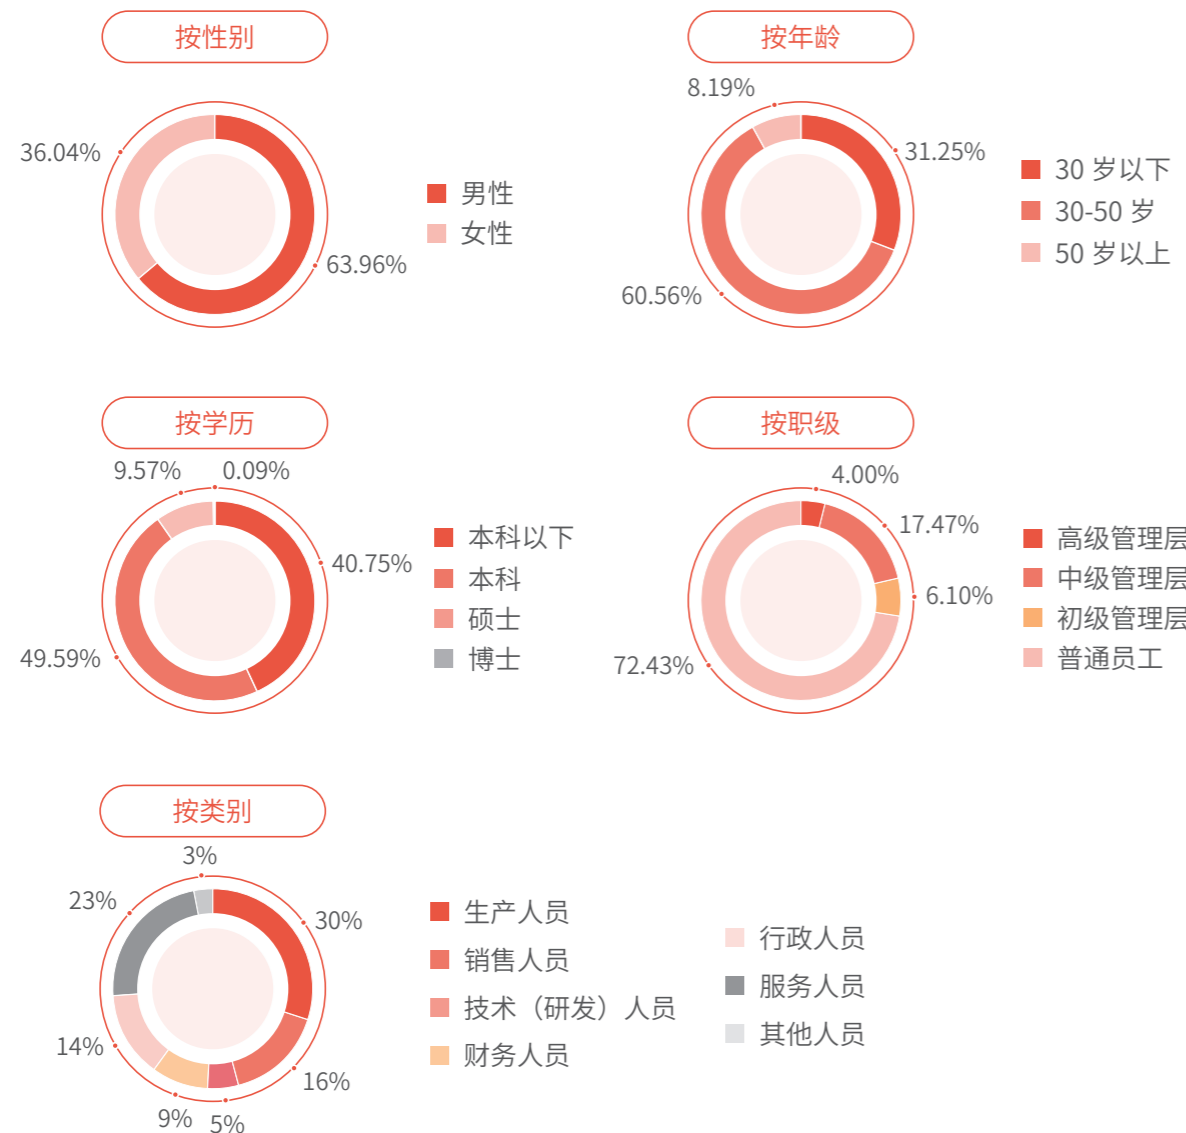 按性别
36.04%
63.96%
男性
女性
按年龄
8.19%
31.25%
60.56%
30 岁以下
30-50 岁
50 岁以上
按学历
9.57%
0.09%
40.75%
49.59%
本科以下
本科
硕士
博士
按职级
4.00%
17.47%
6.10%
72.43%
高级管理层
中级管理层
初级管理层
普通员工
按类别
3%
23%
30%
14%
16%
9%
5%
生产人员
销售人员
技术（研发）人员
财务人员
行政人员
服务人员
其他人员